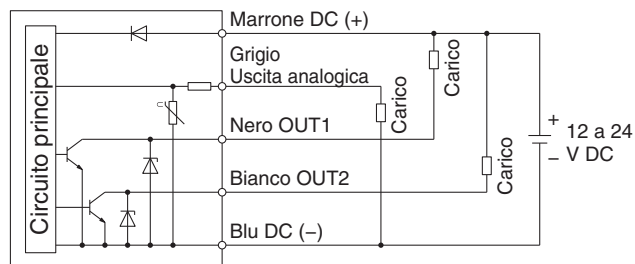 Marrone DC (+)
Grigio
Uscita analogica
Nero OUT1
Bianco OUT2
Blu DC (−)
Circuito principale
Carico
Carico
Carico
+
−
12 a 24
V DC